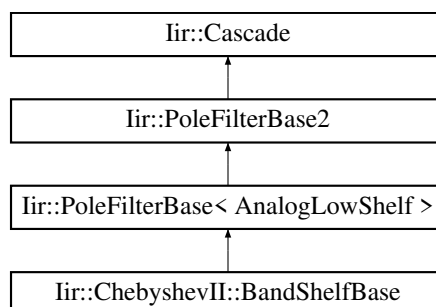 Iir::Cascade
Iir::PoleFilterBase2
Iir::PoleFilterBase< AnalogLowShelf >
Iir::ChebyshevII::BandShelfBase